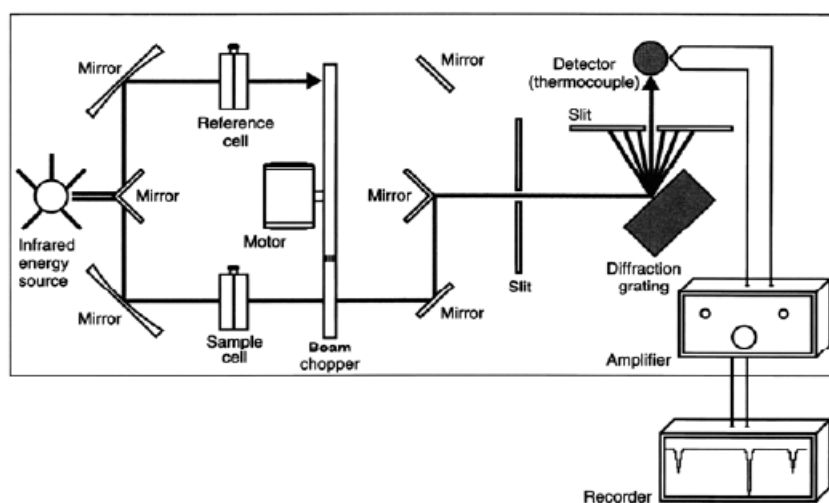 Mirror
Reference
cell
Mirror
Detector
(thermocouple)
Slit
Mirror
Motor
Mirror
Infrared
energy
source
Slit
Diffraction
grating
Mirror
Sample
cell
Beam
chopper
Mirror
Amplifier
Recorder